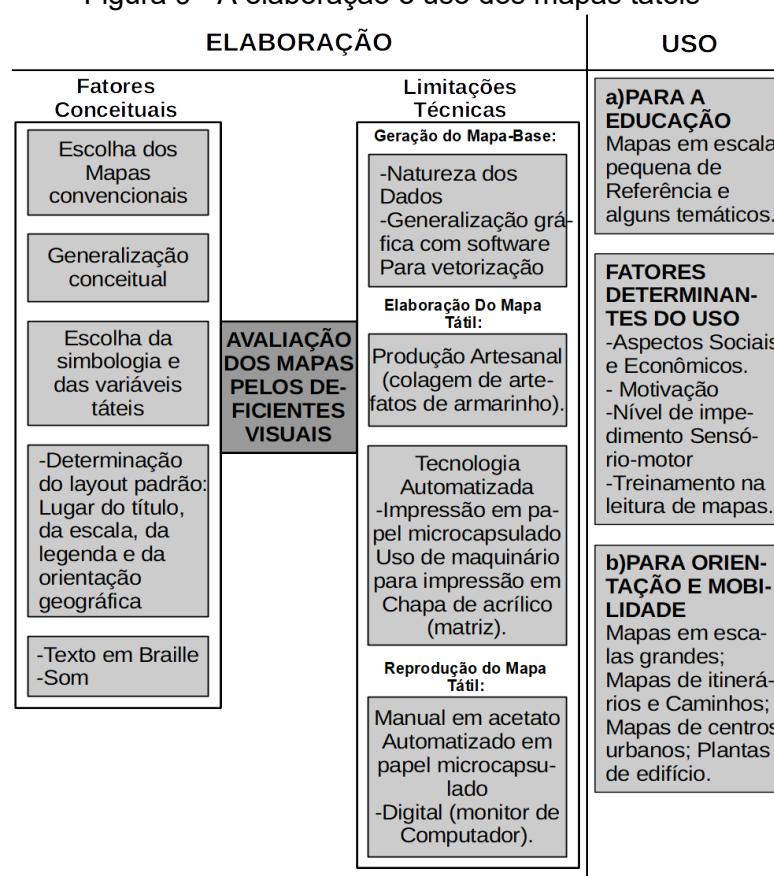 Figura 9 - A elaboração e uso dos mapas táteis
ELABORAÇÃO
USO
Fatores
Conceituais
Escolha dos
Mapas
convencionais
Generalização
conceitual
Escolha da
simbologia e
das variáveis
táteis
-Determinação
do layout padrão:
Lugar do título,
da escala, da
legenda e da
orientação
geográfica
-Texto em Braille
-Som
AVALIAÇÃO
DOS MAPAS
PELOS DE-
FICIENTES
VISUAIS
Limitações
Técnicas
Geração do Mapa-Base:
-Natureza dos
Dados
-Generalização grá-
fica com software
Para vetorização
Elaboração Do Mapa
Tátil:
Produção Artesanal
(colagem de arte-
fatos de armarinho).
Tecnologia
Automatizada
-Impressão em pa-
pel microcapsulado
Uso de maquinário
para impressão em
Chapa de acrílico
(matriz).
Reprodução do Mapa
Tátil:
Manual em acetato
Automatizado em
papel microcapsu-
lado
-Digital (monitor de
Computador).
a)PARA A
EDUCAÇÃO
Mapas em escala
pequena de
Referência e
alguns temáticos.
FATORES
DETERMINAN-
TES DO USO
-Aspectos Sociais
e Econômicos.
- Motivação
-Nível de impe-
dimento Sensó-
rio-motor
-Treinamento na
leitura de mapas.
b)PARA ORIEN-
TAÇÃO E MOBI-
LIDADE
Mapas em esca-
las grandes;
Mapas de itinerá-
rios e Caminhos;
Mapas de centros
urbanos; Plantas
de edifício.